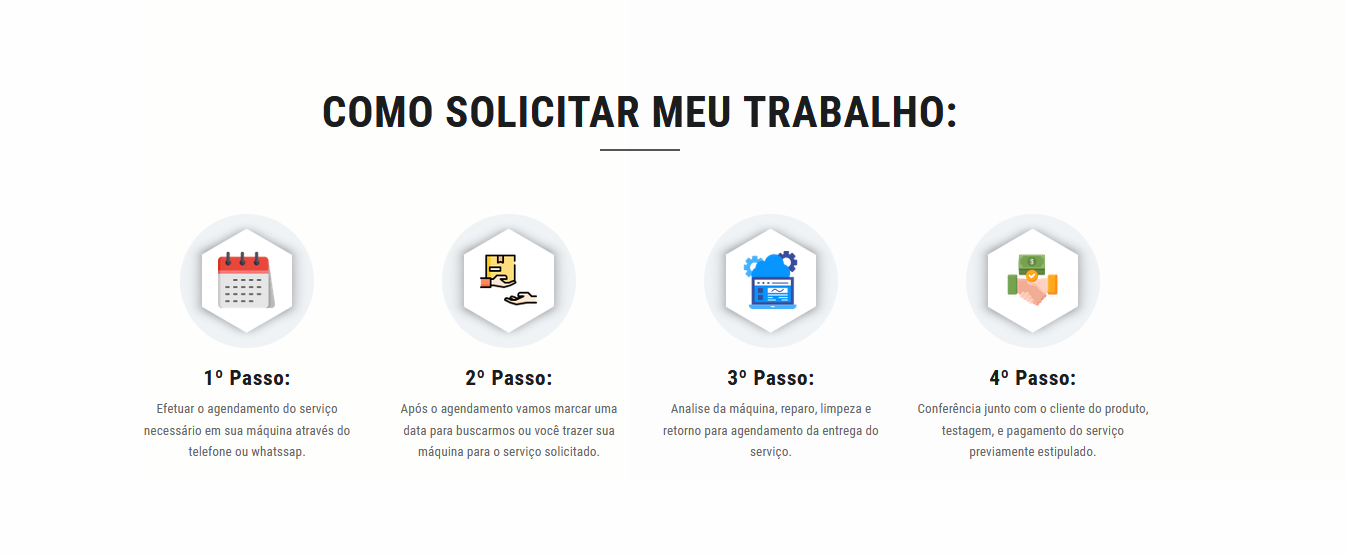 COMO SOLICITAR MEU TRABALHO:
1º Passo:
Efetuar o agendamento do serviço
necessário em sua máquina através do
telefone ou whatssap.
2º Passo:
Após o agendamento vamos marcar uma
data para buscarmos ou você trazer sua
máquina para o serviço solicitado.
3º Passo:
Analise da máquina, reparo, limpeza e
retorno para agendamento da entrega do
serviço.
4º Passo:
Conferência junto com o cliente do produto,
testagem, e pagamento do serviço
previamente estipulado.